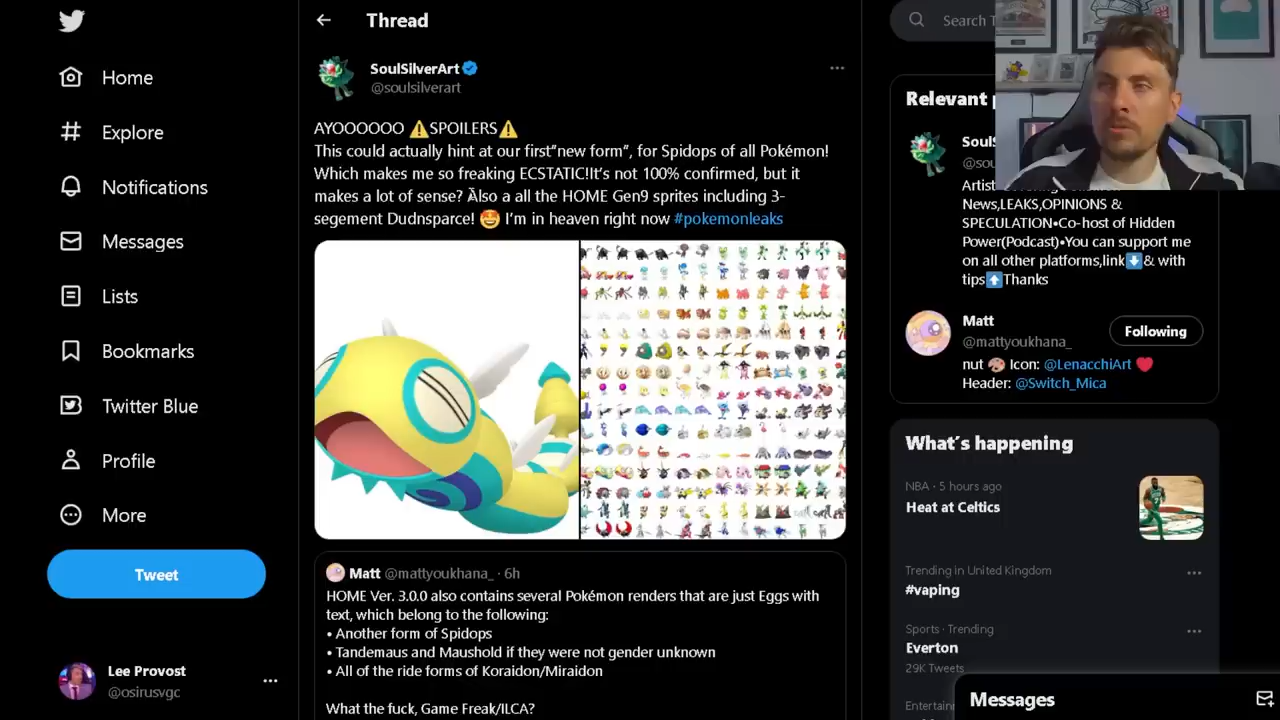 Home
Explore
Notifications
Messages
Lists
Bookmarks
Twitter Blue
Profile
More
Tweet
Lee Provost
@osirusvgc
Thread
SoulSilverArt
@soulsilverart
AYOOOOOO ⚠️SPOILERS⚠️
This could actually hint at our first"new form", for Spidops of all Pokémon!
Which makes me so freaking ECSTATIC!It's not 100% confirmed, but it
makes a lot of sense? Also a all the HOME Gen9 sprites including 3-
segement Dudnsparce! 🤩 I'm in heaven right now #pokemonleaks
Matt @mattyoukhana_ · 6h
HOME Ver. 3.0.0 also contains several Pokémon renders that are just Eggs with
text, which belong to the following:
• Another form of Spidops
• Tandemaus and Maushold if they were not gender unknown
• All of the ride forms of Koraidon/Miraidon
What the fuck, Game Freak/ILCA?
Search
Relevant
Souls
@so
News,LEAKS,OPINIONS &
SPECULATION•Co-host of Hidden
Power(Podcast)•You can support me
on all other platforms,link⬇️& with
tips⬆️Thanks
Matt
@mattyoukhana_
Following
nut 🎨 Icon: @LenacchiArt ❤️
Header: @Switch_Mica
What's happening
NBA · 5 hours ago
Heat at Celtics
Trending in United Kingdom
#vaping
Sports · Trending
Everton
29K Tweets
Messages